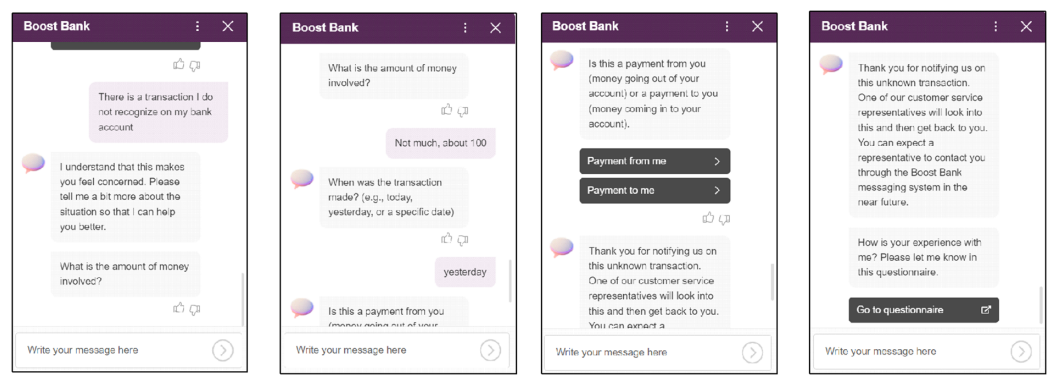 Boost Bank
There is a transaction I do
not recognize on my bank
account
I understand that this makes
you feel concerned. Please
tell me a bit more about the
situation so that I can help
you better.
What is the amount of money
involved?
Write your message here
Boost Bank
What is the amount of money
involved?
Not much, about 100
When was the transaction
made? (e.g., today,
yesterday, or a specific date)
yesterday
Is this a payment from you
(money going out of your
Write your message here
Boost Bank
Is this a payment from you
(money going out of your
account) or a payment to you
(money coming in to your
account).
Payment from me
Payment to me
Thank you for notifying us on
this unknown transaction.
One of our customer service
representatives will look into
this and then get back to you.
You can expect a
Write your message here
Boost Bank
Thank you for notifying us on
this unknown transaction.
One of our customer service
representatives will look into
this and then get back to you.
You can expect a
representative to contact you
through the Boost Bank
messaging system in the
near future.
How is your experience with
me? Please let me know in
this questionnaire.
Go to questionnaire
Write your message here